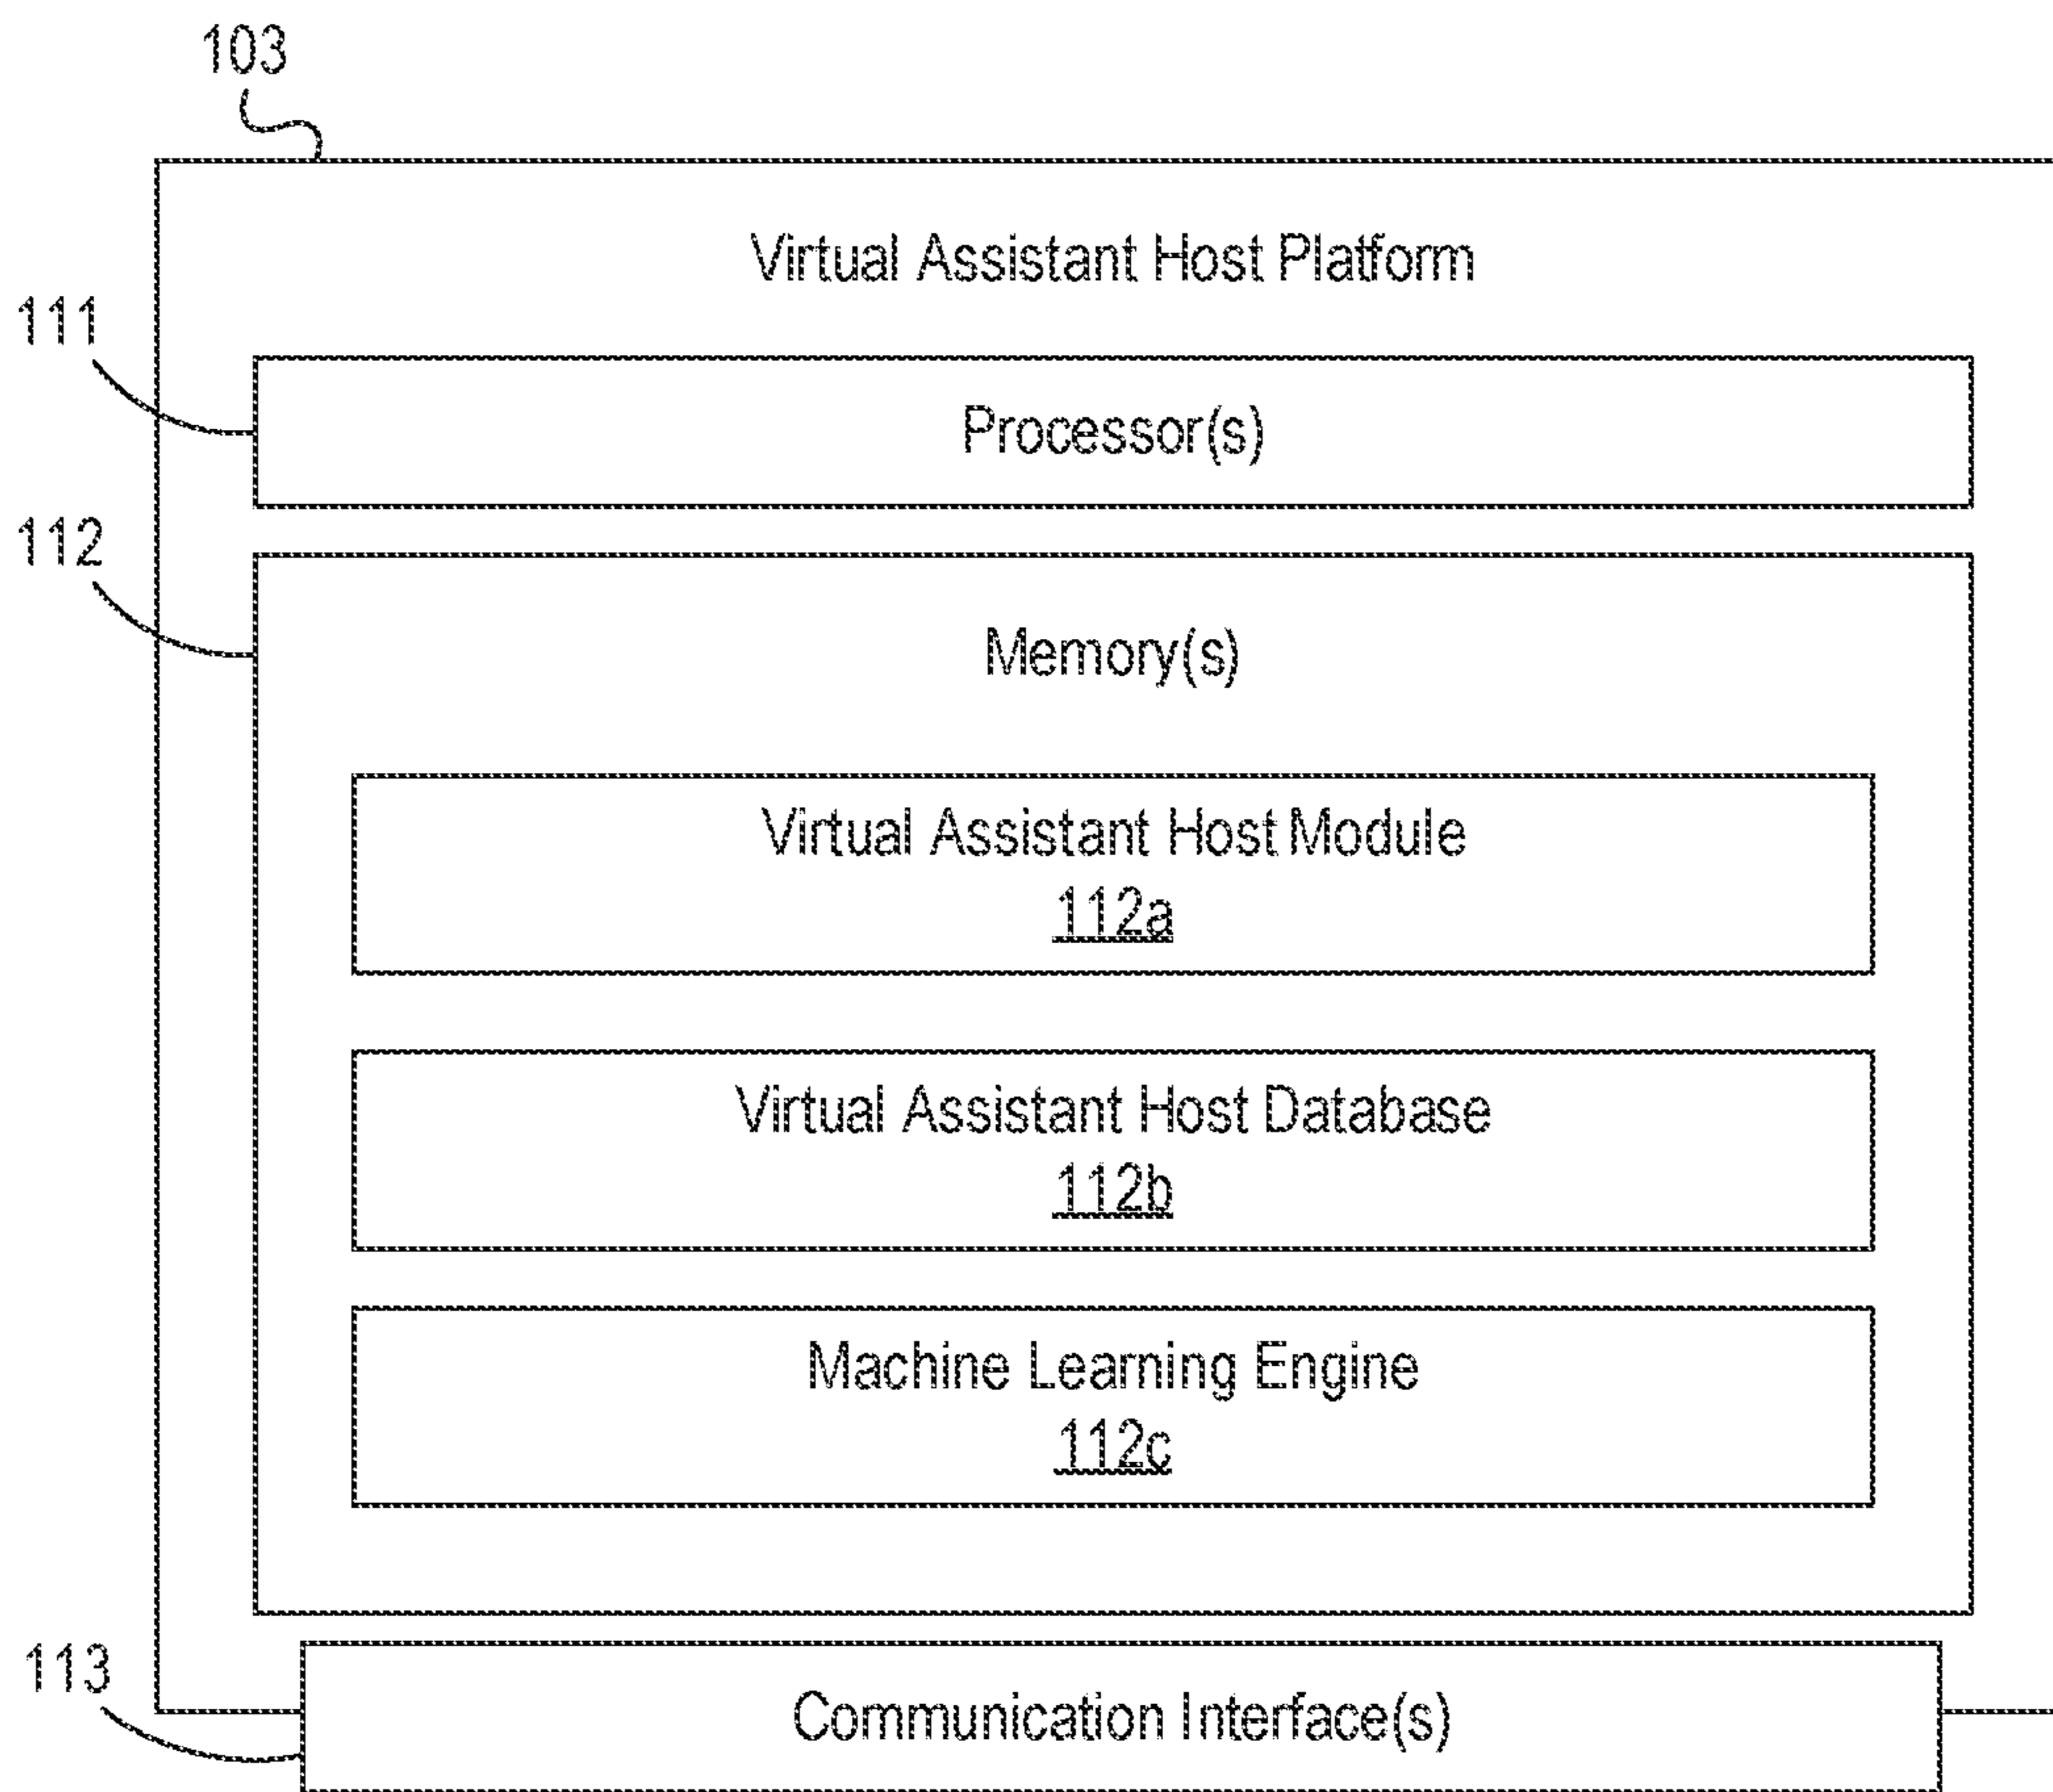 103
Virtual Assistant Host Platform
111
Processor(s)
112
Memory(s)
Virtual Assistant Host Module
112a
Virtual Assistant Host Database
112b
Machine Learning Engine
112c
113
Communication Interface(s)